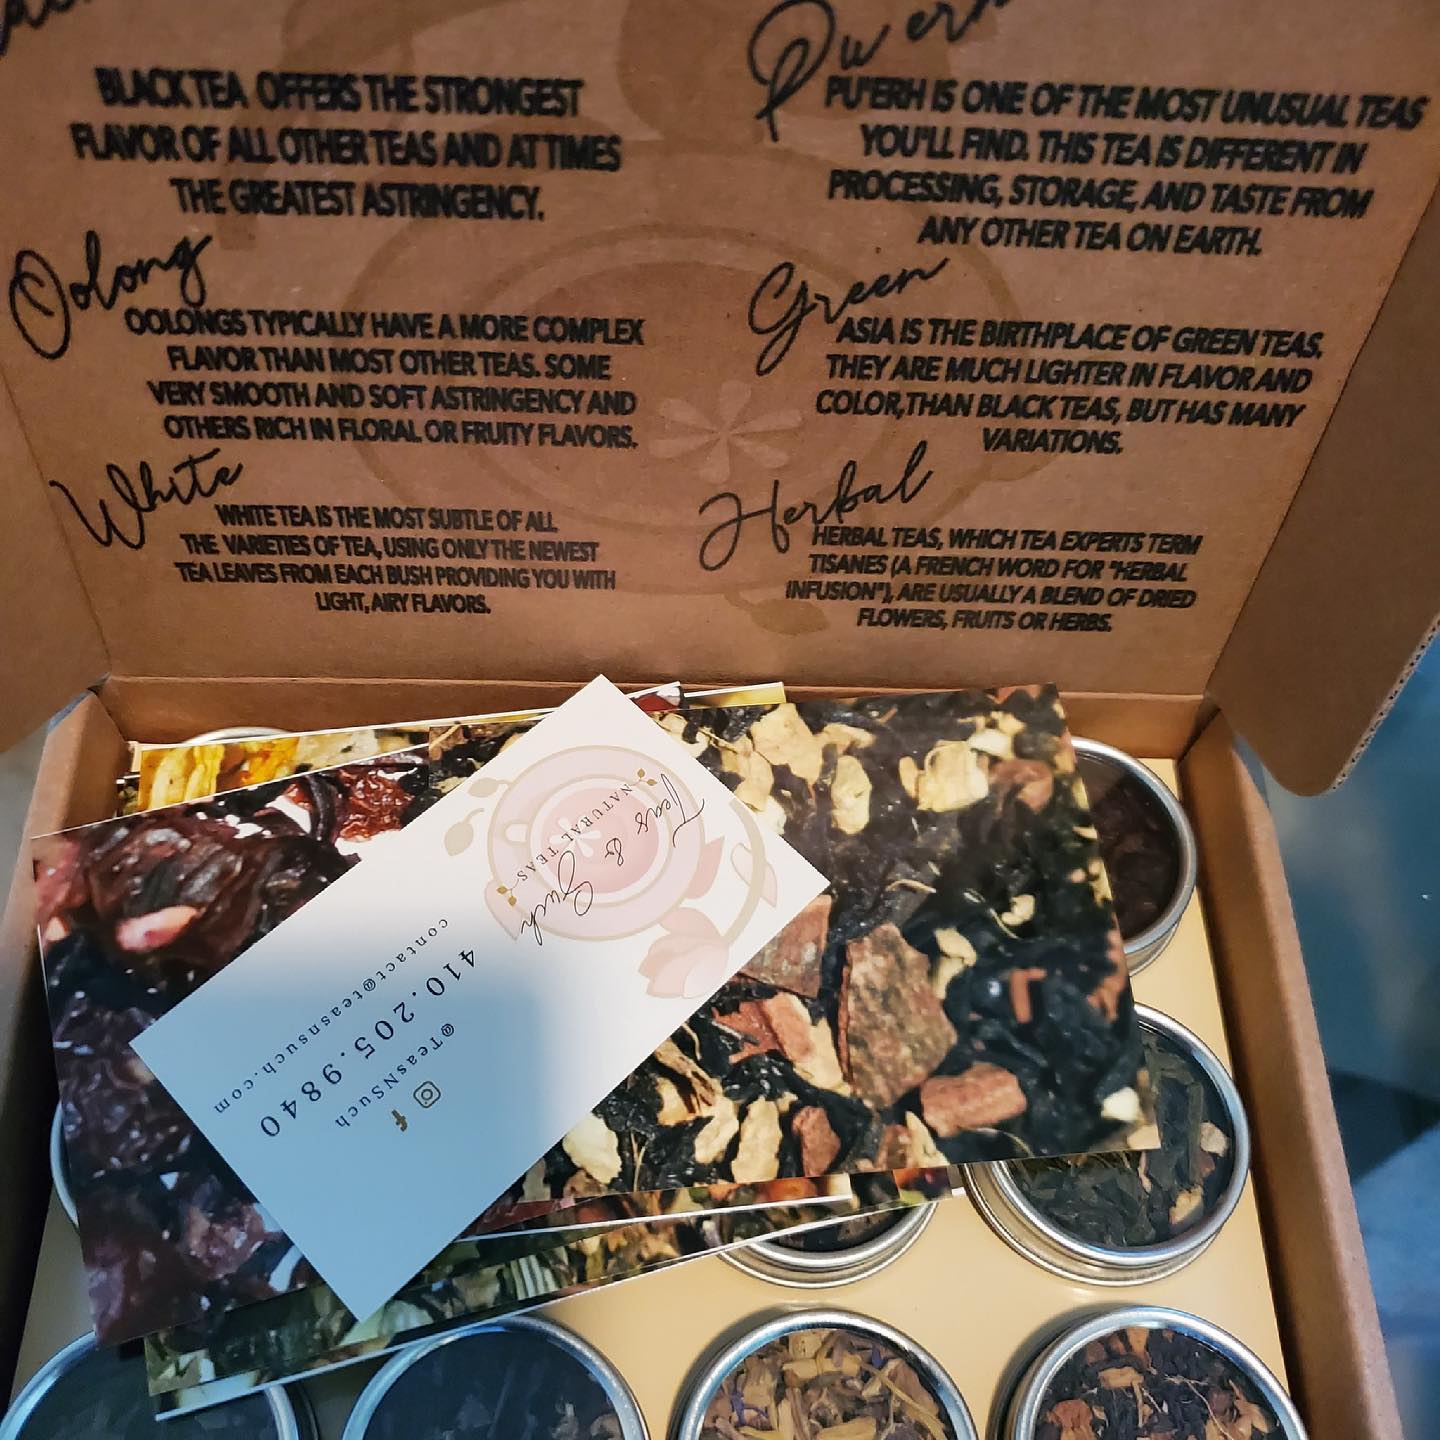 BLACK TEA OFFERS THE STRONGEST
FLAVOR OF ALL OTHER TEAS AND AT TIMES
THE GREATEST ASTRINGENCY.
Oolong
OOLONGS TYPICALLY HAVE A MORE COMPLEX
FLAVOR THAN MOST OTHER TEAS. SOME
VERY SMOOTH AND SOFT ASTRINGENCY AND
OTHERS RICH IN FLORAL OR FRUITY FLAVORS.
White
WHITE TEA IS THE MOST SUBTLE OF ALL
THE VARIETIES OF TEA, USING ONLY THE NEWEST
TEA LEAVES FROM EACH BUSH PROVIDING YOU WITH
LIGHT, AIRY FLAVORS.
Pu'erh
PU'ERH IS ONE OF THE MOST UNUSUAL TEAS
YOU'LL FIND. THIS TEA IS DIFFERENT IN
PROCESSING, STORAGE, AND TASTE FROM
ANY OTHER TEA ON EARTH.
Green
ASIA IS THE BIRTHPLACE OF GREEN TEAS.
THEY ARE MUCH LIGHTER IN FLAVOR AND
COLOR,THAN BLACK TEAS, BUT HAS MANY
VARIATIONS.
Herbal
HERBAL TEAS, WHICH TEA EXPERTS TERM
TISANES (A FRENCH WORD FOR "HERBAL
INFUSION"), ARE USUALLY A BLEND OF DRIED
FLOWERS, FRUITS OR HERBS.
Teas & Such
NATURAL TEAS
410.205.9840
contact@teasnsuch.com
@TeasNSuch